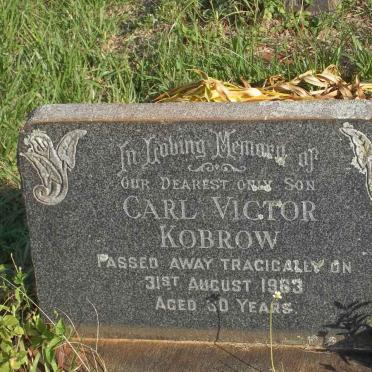 In Loving Memory of
Our Dearest only Son
Carl Victor
Kobrow
Passed away tragically on
31st August 1963
Aged 30 Years.